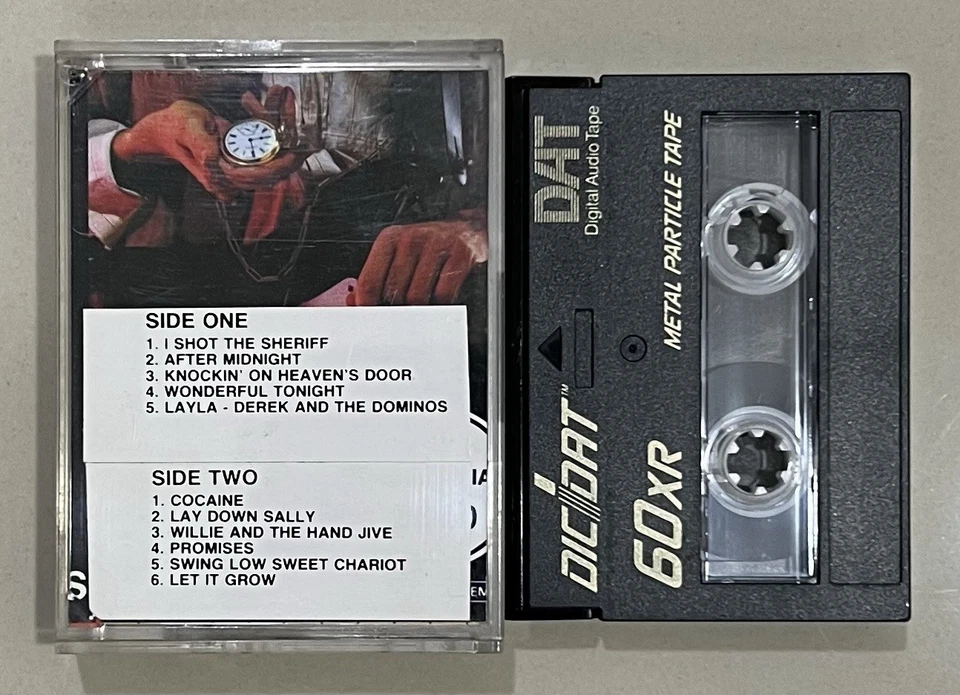 SIDE ONE
1. I SHOT THE SHERIFF
2. AFTER MIDNIGHT
3. KNOCKIN' ON HEAVEN'S DOOR
4. WONDERFUL TONIGHT
5. LAYLA - DEREK AND THE DOMINOS
SIDE TWO
1. COCAINE
2. LAY DOWN SALLY
3. WILLIE AND THE HAND JIVE
4. PROMISES
5. SWING LOW SWEET CHARIOT
6. LET IT GROW
DAT
Digital Audio Tape
DIC///DAT™
METAL PARTICLE TAPE
60XR